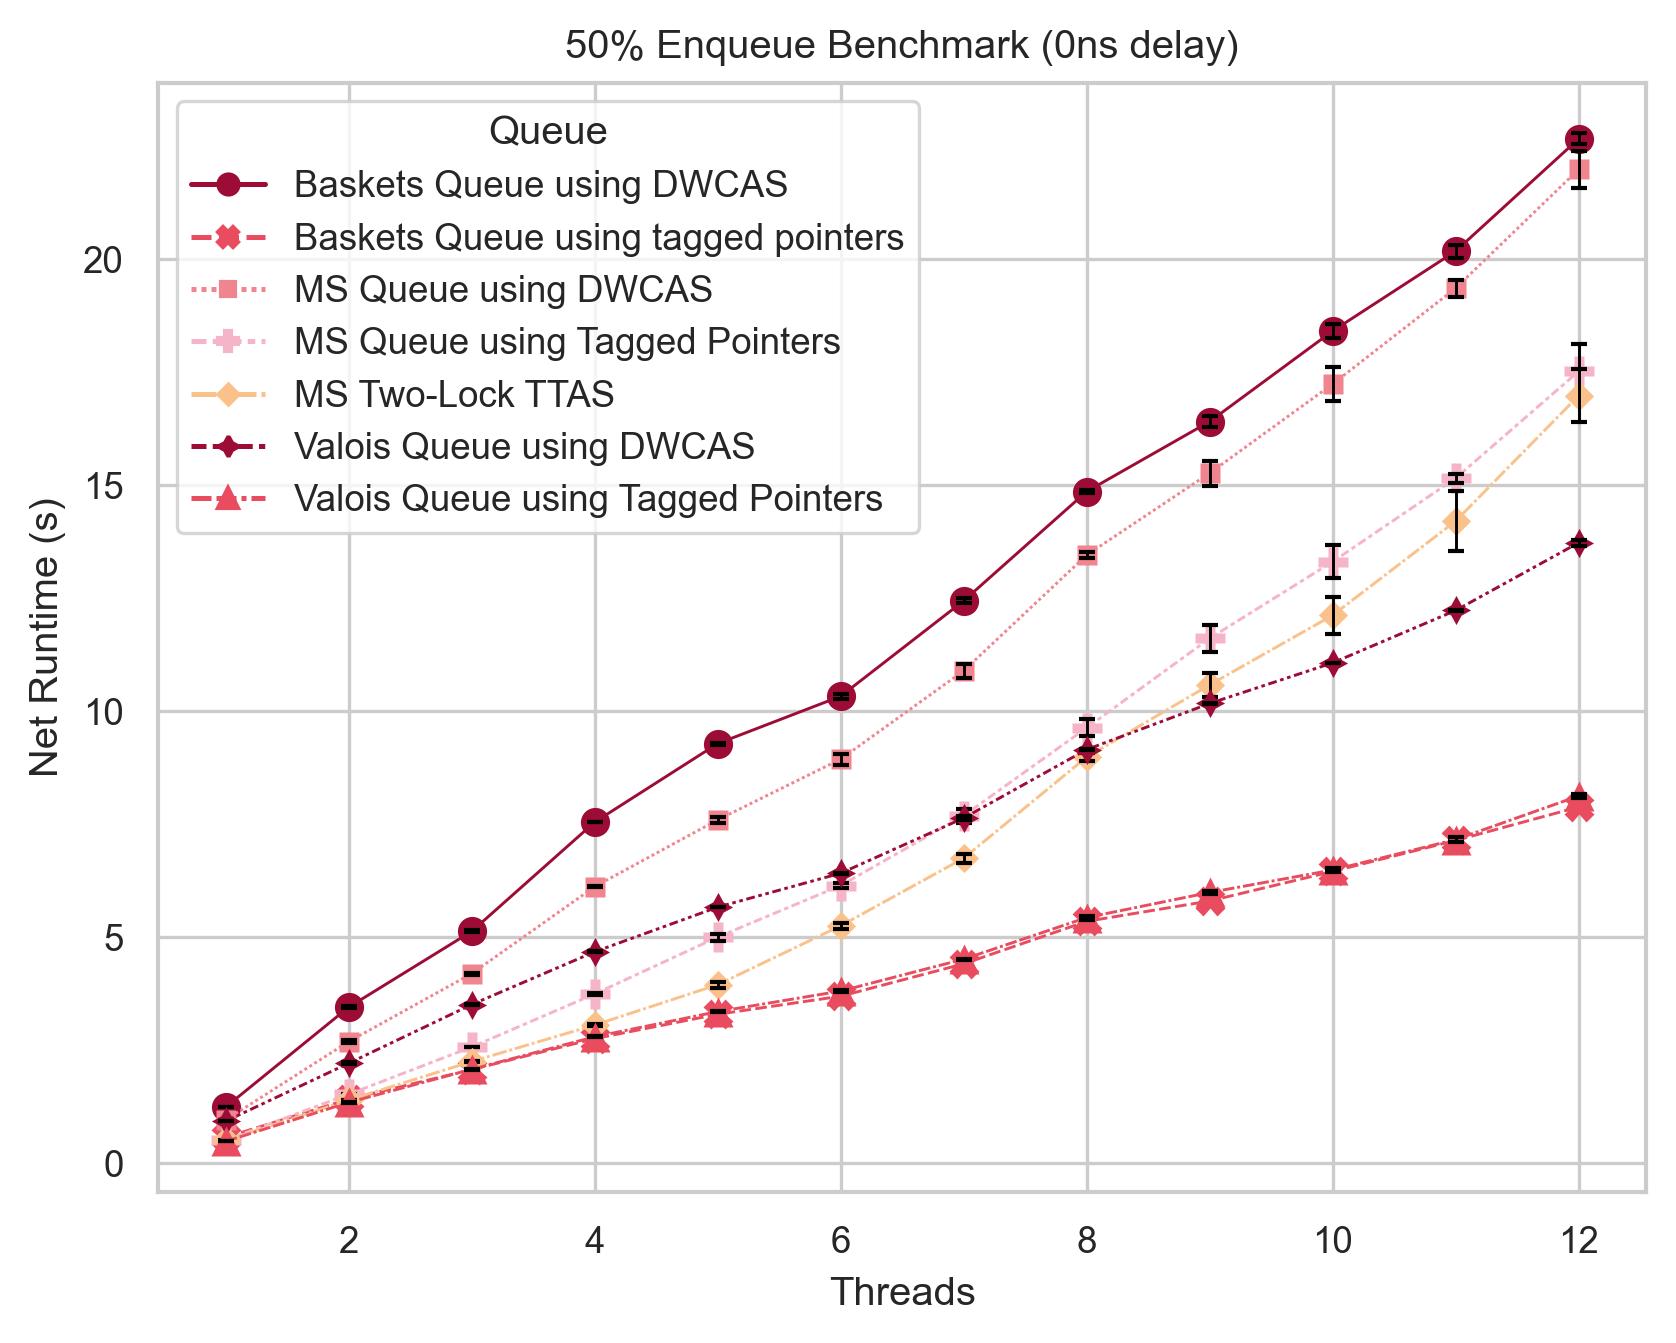 50% Enqueue Benchmark (0ns delay)
Queue
Baskets Queue using DWCAS
Baskets Queue using tagged pointers
MS Queue using DWCAS
MS Queue using Tagged Pointers
MS Two-Lock TTAS
Valois Queue using DWCAS
Valois Queue using Tagged Pointers
Net Runtime (s)
20
15
10
5
0
2 4 6 8 10 12
Threads